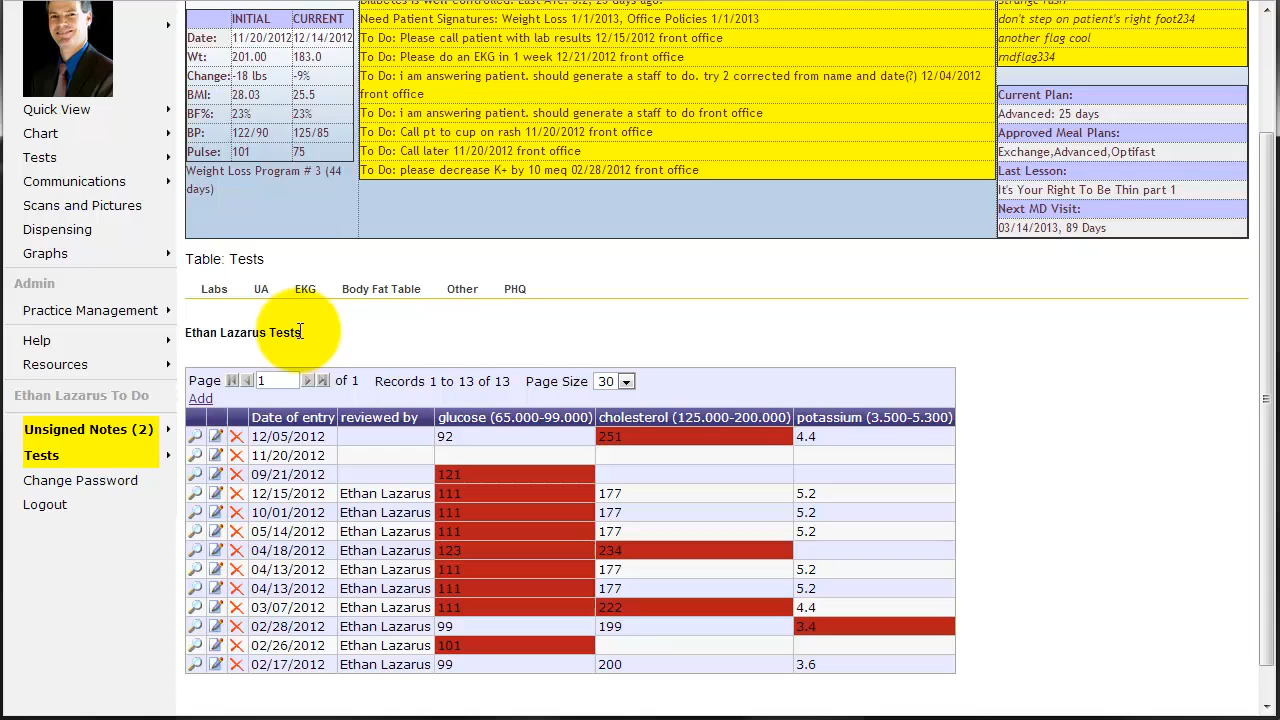 Diabetes is Well Controlled. Last A1c: 5.2, 25 days ago.
Strange rash
INITIAL CURRENT
Need Patient Signatures: Weight Loss 1/1/2013, Office Policies 1/1/2013
don't step on patient's right foot234
Date: 11/20/2012 12/14/2012
To Do: Please call patient with lab results 12/15/2012 front office
another flag cool
Wt: 201.00 183.0
To Do: Please do an EKG in 1 week 12/21/2012 front office
mdflag334
Change: -18 lbs -9%
To Do: i am answering patient. should generate a staff to do. try 2 corrected from name and date(?) 12/04/2012
front office
BMI: 28.03 25.5
Current Plan:
BF%: 23% 23%
To Do: i am answering patient. should generate a staff to do front office
Advanced: 25 days
BP: 122/90 125/85
To Do: Call pt to cup on rash 11/20/2012 front office
Approved Meal Plans:
Pulse: 101 75
To Do: Call later 11/20/2012 front office
Exchange,Advanced,Optifast
Weight Loss Program # 3 (44
days)
To Do: please decrease K+ by 10 meq 02/28/2012 front office
Last Lesson:
It's Your Right To Be Thin part 1
Next MD Visit:
03/14/2013, 89 Days
Quick View
Chart
Tests
Communications
Scans and Pictures
Dispensing
Graphs
Admin
Practice Management
Help
Resources
Ethan Lazarus To Do
Unsigned Notes (2)
Tests
Change Password
Logout
Table: Tests
Labs UA EKG Body Fat Table Other PHQ
Ethan Lazarus Tests
Page 1 of 1 Records 1 to 13 of 13 Page Size 30
Add
Date of entry reviewed by glucose (65.000-99.000) cholesterol (125.000-200.000) potassium (3.500-5.300)
12/05/2012 92 251 4.4
11/20/2012
09/21/2012 121
12/15/2012 Ethan Lazarus 111 177 5.2
10/01/2012 Ethan Lazarus 111 177 5.2
05/14/2012 Ethan Lazarus 111 177 5.2
04/18/2012 Ethan Lazarus 123 234
04/13/2012 Ethan Lazarus 111 177 5.2
04/13/2012 Ethan Lazarus 111 177 5.2
03/07/2012 Ethan Lazarus 111 222 4.4
02/28/2012 Ethan Lazarus 99 199 3.4
02/26/2012 Ethan Lazarus 101
02/17/2012 Ethan Lazarus 99 200 3.6